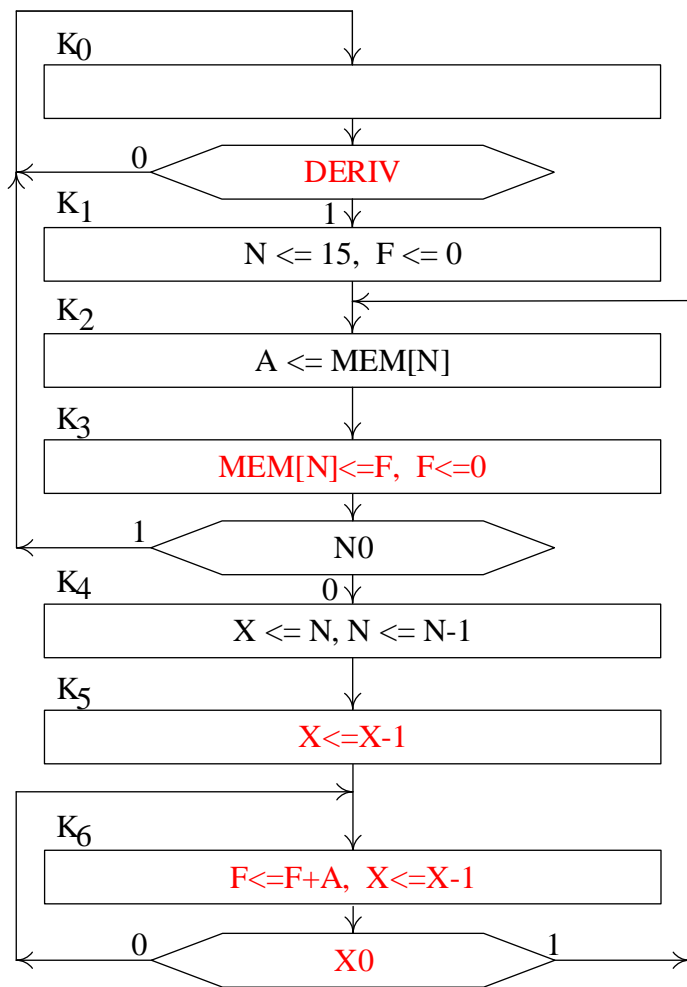 K0
0
DERIV
K1
1
N <= 15, F <= 0
K2
A <= MEM[N]
K3
MEM[N]<=F, F<=0
1
N0
K4
0
X <= N, N <= N-1
K5
X<=X-1
K6
F<=F+A, X<=X-1
0
X0
1